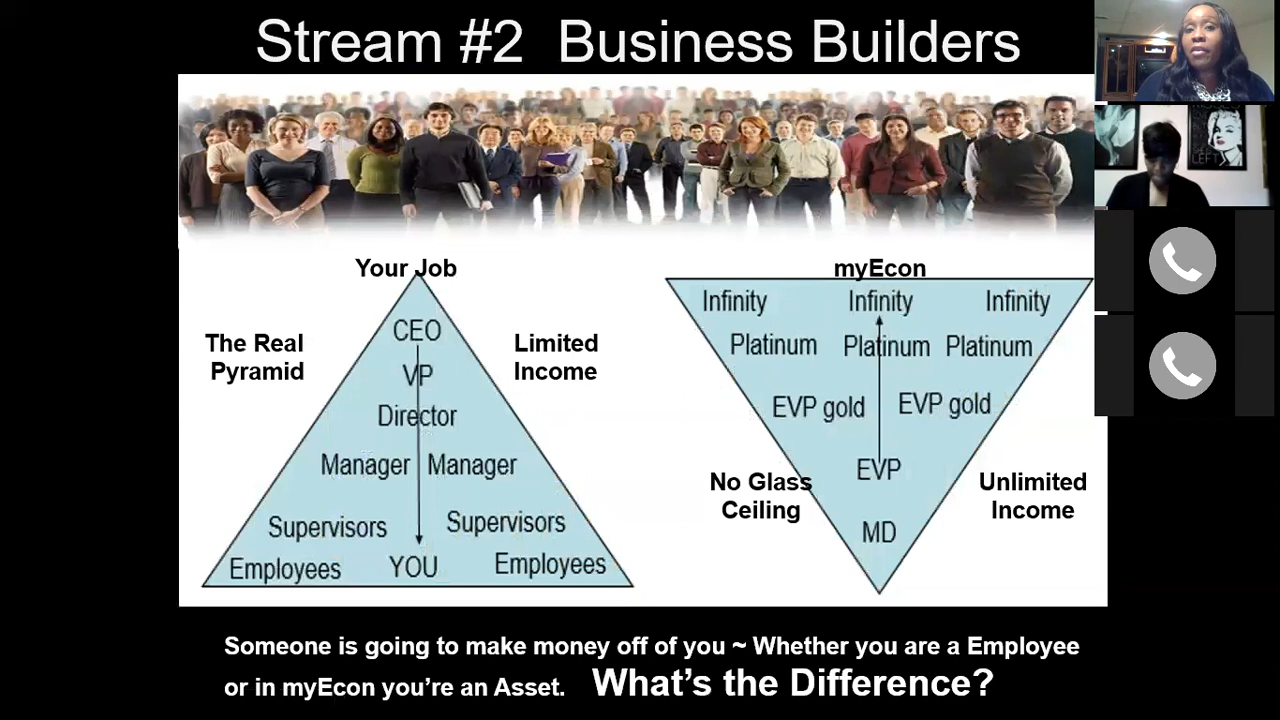 Stream #2 Business Builders
Your Job
The Real
Pyramid
Limited
Income
CEO
VP
Director
Manager Manager
Supervisors Supervisors
Employees YOU Employees
myEcon
Infinity Infinity Infinity
Platinum Platinum Platinum
EVP gold EVP gold
EVP
MD
No Glass
Ceiling
Unlimited
Income
Someone is going to make money off of you ~ Whether you are a Employee
or in myEcon you're an Asset. What's the Difference?
LEFT